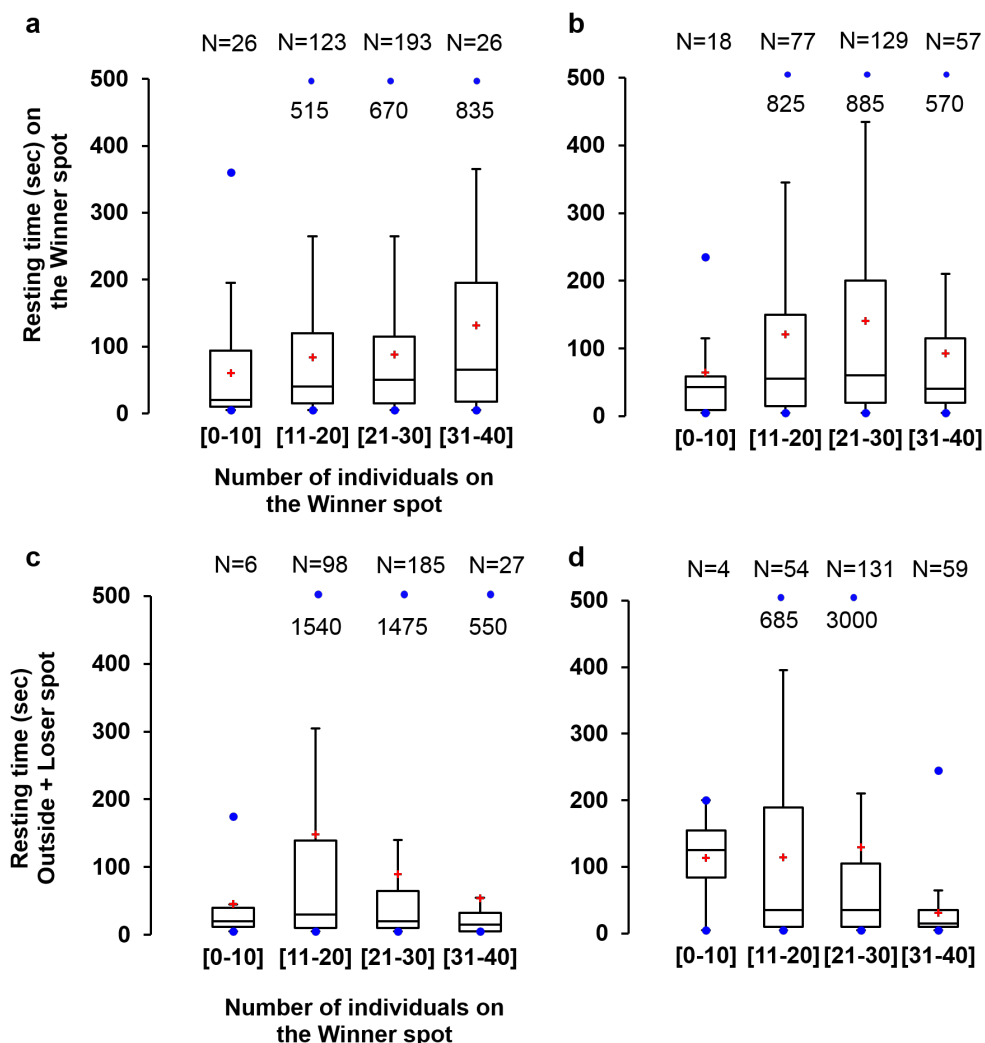 a
N=26 N=123 N=193 N=26
500
515 670 835
400
300
200
100
0
Resting time (sec) on
the Winner spot
[0-10] [11-20] [21-30] [31-40]
Number of individuals on
the Winner spot
b
N=18 N=77 N=129 N=57
500
825 885 570
400
300
200
100
0
[0-10] [11-20] [21-30] [31-40]
c
N=6 N=98 N=185 N=27
500
1540 1475 550
400
300
200
100
0
Resting time (sec)
Outside + Loser spot
[0-10] [11-20] [21-30] [31-40]
Number of individuals on
the Winner spot
d
N=4 N=54 N=131 N=59
500
685 3000
400
300
200
100
0
[0-10] [11-20] [21-30] [31-40]